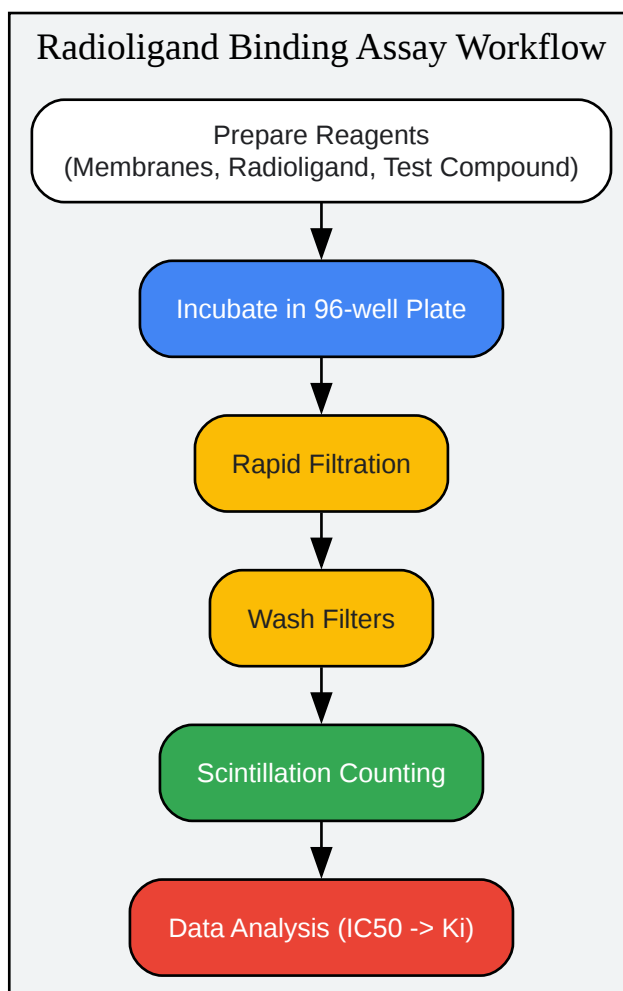 Radioligand Binding Assay Workflow
Prepare Reagents
(Membranes, Radioligand, Test Compound)
Incubate in 96-well Plate
Rapid Filtration
Wash Filters
Scintillation Counting
Data Analysis (IC50 -> Ki)